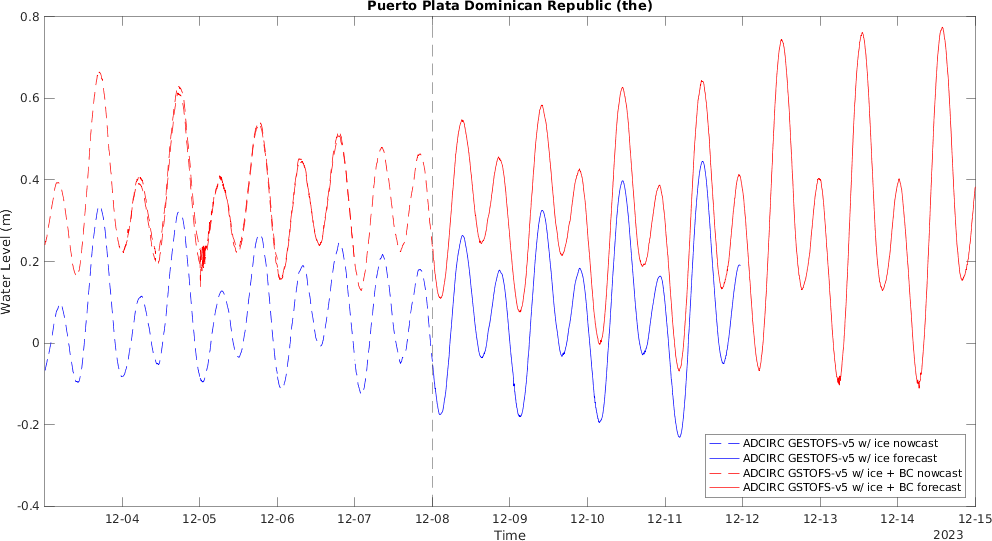 Puerto Plata Dominican Republic (the)
0.8
0.6
0.4
0.2
0
-0.2
-0.4
Water Level (m)
12-04
12-05
12-06
12-07
12-08
12-09
12-10
12-11
12-12
12-13
12-14
12-15
Time
2023
ADCIRC GESTOFS-v5 w/ ice nowcast
ADCIRC GESTOFS-v5 w/ ice forecast
ADCIRC GSTOFS-v5 w/ ice + BC nowcast
ADCIRC GSTOFS-v5 w/ ice + BC forecast